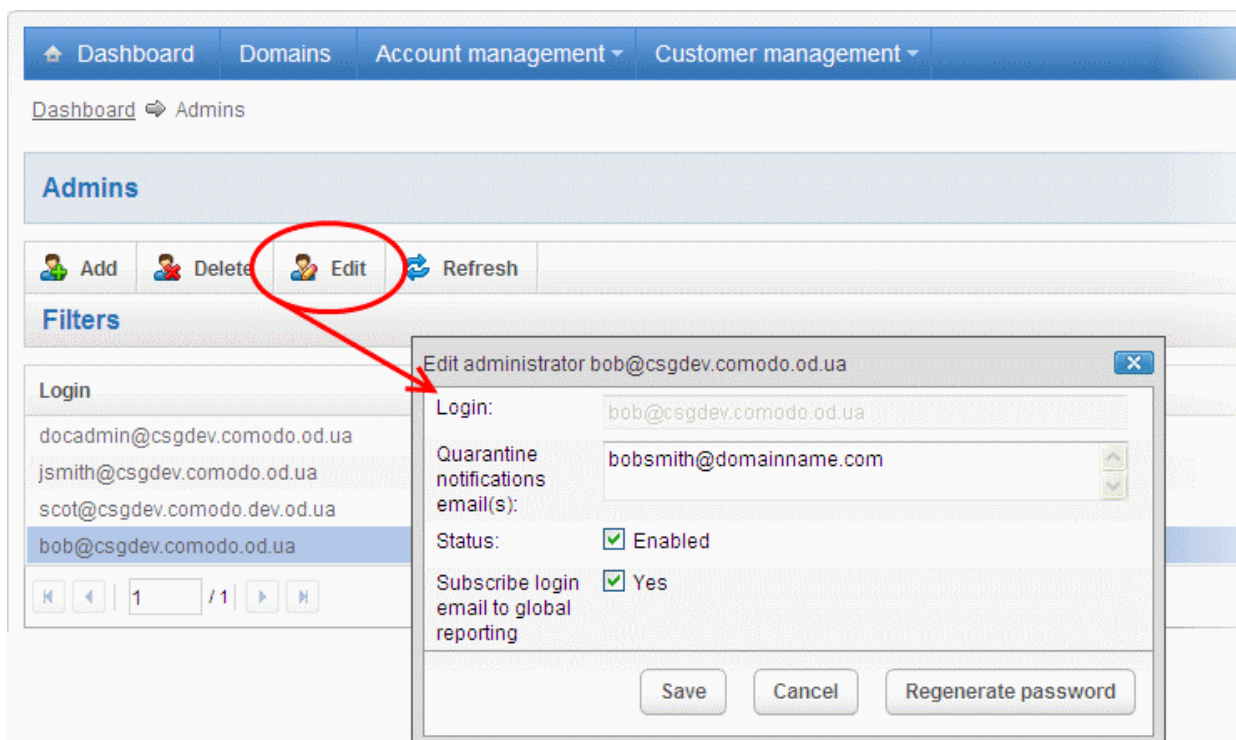 Dashboard Domains Account management Customer management
Dashboard Admins
Admins
Add Delete Edit Refresh
Filters
Login
docadmin@csgdev.comodo.od.ua
jsmith@csgdev.comodo.od.ua
scot@csgdev.comodo.dev.od.ua
bob@csgdev.comodo.od.ua
1 / 1
Edit administrator bob@csgdev.comodo.od.ua
Login: bob@csgdev.comodo.od.ua
Quarantine
notifications
email(s):
bobsmith@domainname.com
Status: Enabled
Subscribe login
email to global
reporting
Yes
Save Cancel Regenerate password